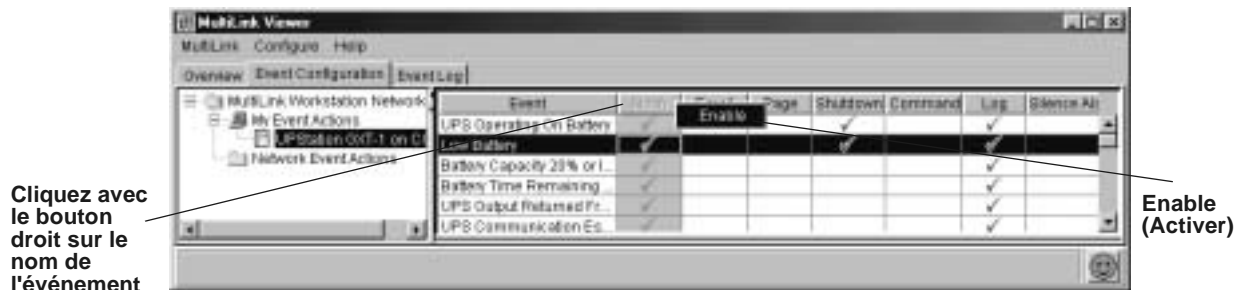 MultiLink Viewer
MultiLink Configure Help
Overview Event Configuration Event Log
MultiLink Workstation Network
My Event Actions
UPStation GXT-1 on C
Network Event Actions
Event Page Shutdown Command Log Silence Al
Enable
UPS Operating On Battery
Low Battery
Battery Capacity 20% or l...
Battery Time Remaining ...
UPS Output Returned Fr...
UPS Communication Es...
Cliquez avec
le bouton
droit sur le
nom de
l'événement
Enable
(Activer)